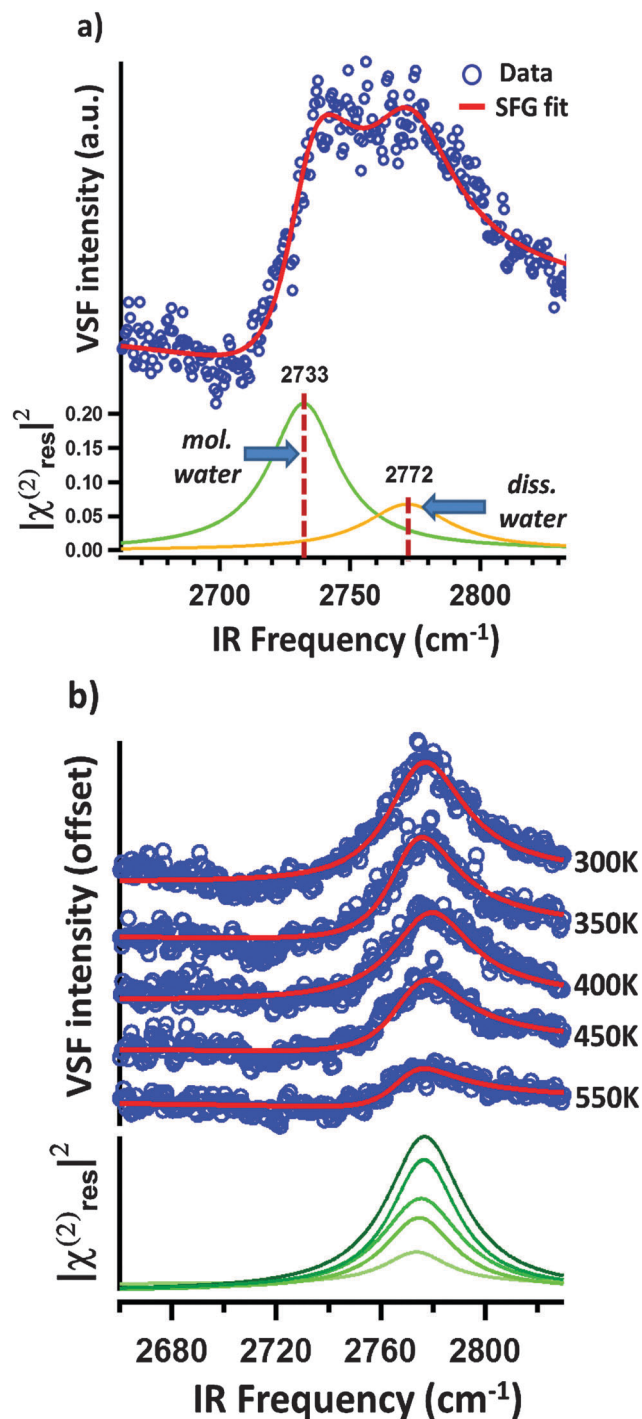 a)
VSF intensity (a.u.)
Data
SFG fit
2733
2772
mol.
water
diss.
water
|χ(2)res|2
0.20
0.15
0.10
0.05
0.00
2700
2750
2800
IR Frequency (cm-1)
b)
VSF intensity (offset)
300K
350K
400K
450K
550K
|χ(2)res|2
2680
2720
2760
2800
IR Frequency (cm-1)